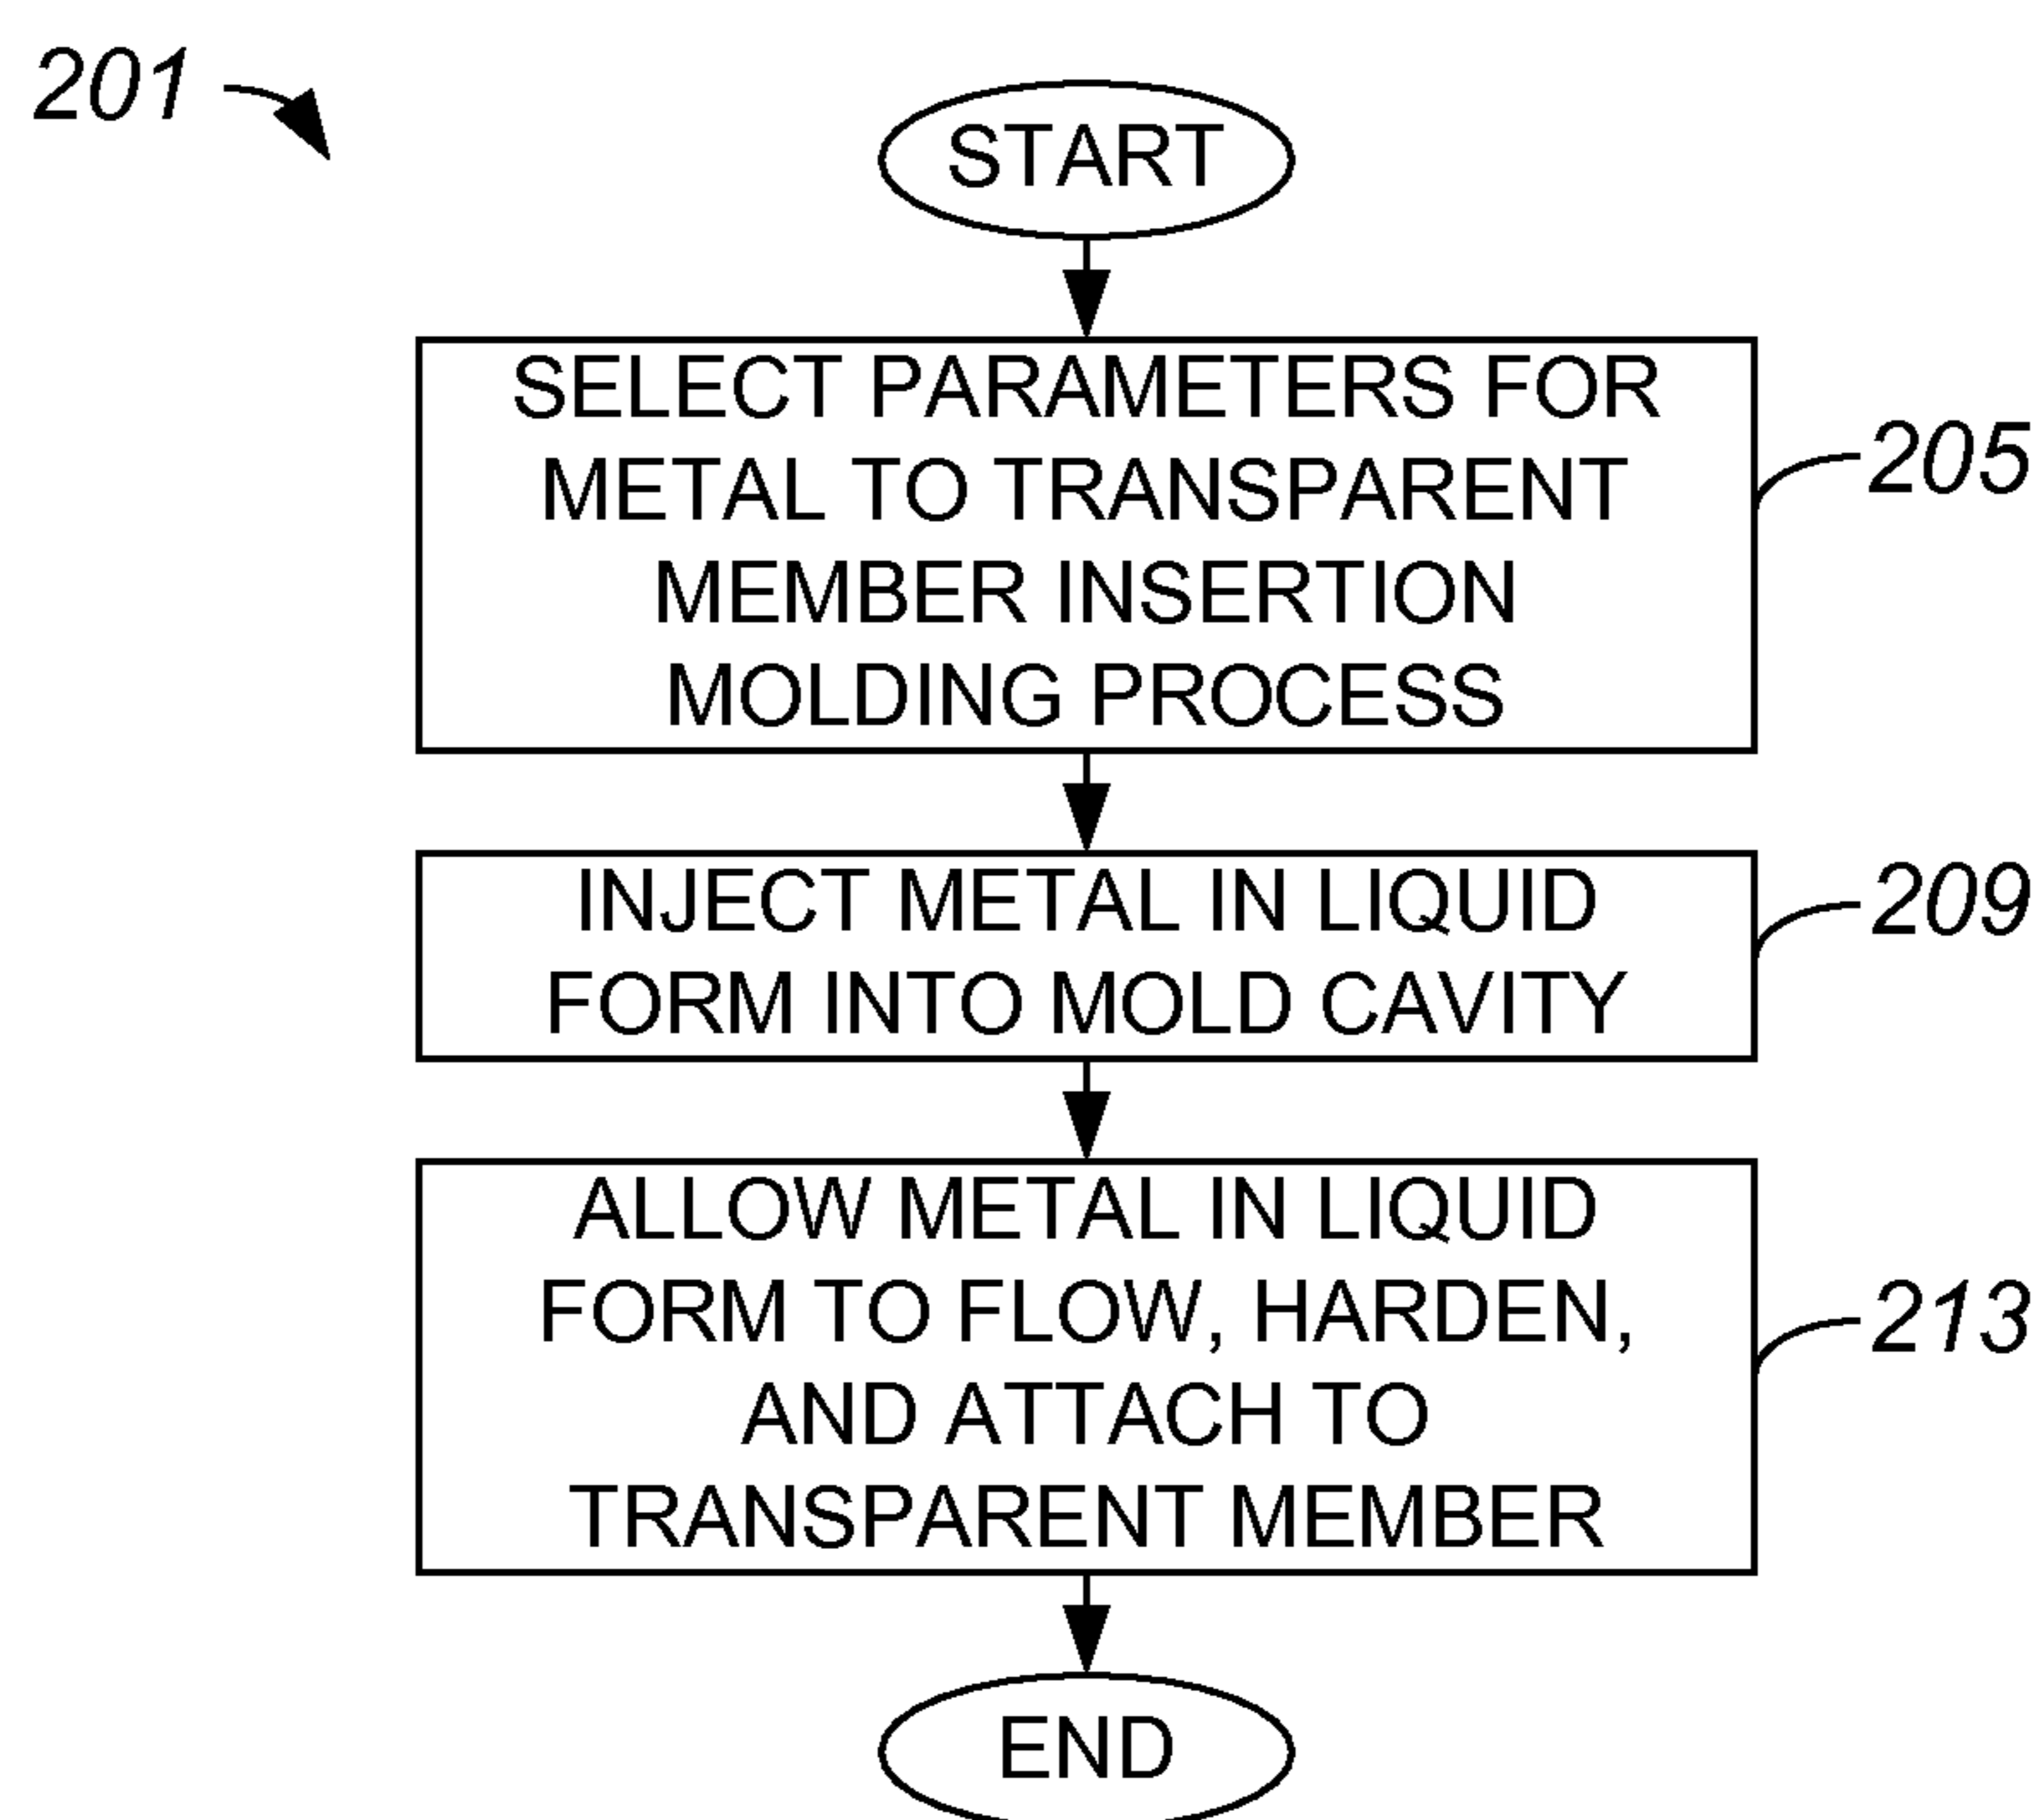 201
START
SELECT PARAMETERS FOR
METAL TO TRANSPARENT
MEMBER INSERTION
MOLDING PROCESS
205
INJECT METAL IN LIQUID
FORM INTO MOLD CAVITY
209
ALLOW METAL IN LIQUID
FORM TO FLOW, HARDEN,
AND ATTACH TO
TRANSPARENT MEMBER
213
END